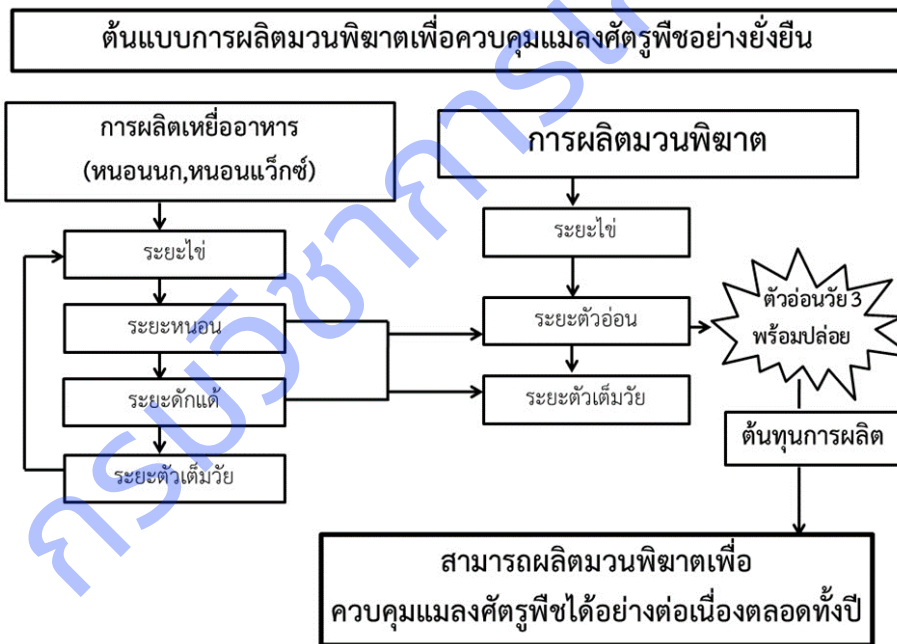 ต้นแบบการผลิตมวนพิฆาตเพื่อควบคุมแมลงศัตรูพืชอย่างยั่งยืน
การผลิตเหยื่ออาหาร
(หนอนนก,หนอนแว็กซ์)
ระยะไข่
ระยะหนอน
ระยะดักแด้
ระยะตัวเต็มวัย
การผลิตมวนพิฆาต
ระยะไข่
ระยะตัวอ่อน
ระยะตัวเต็มวัย
ตัวอ่อนวัย 3
พร้อมปล่อย
ต้นทุนการผลิต
สามารถผลิตมวนพิฆาตเพื่อ
ควบคุมแมลงศัตรูพืชได้อย่างต่อเนื่องตลอดทั้งปี